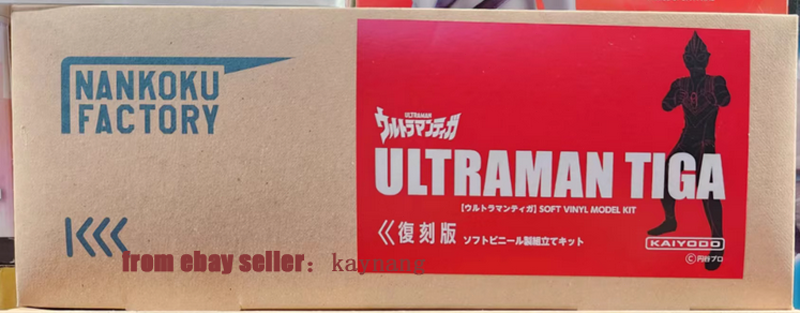 NANKOKU
FACTORY
ULTRAMAN
ウルトラマンティガ
ULTRAMAN TIGA
【ウルトラマンティガ】SOFT VINYL MODEL KIT
復刻版 ソフトビニール製組立てキット
KAIYODO
©円谷プロ
from ebay seller: kaynang